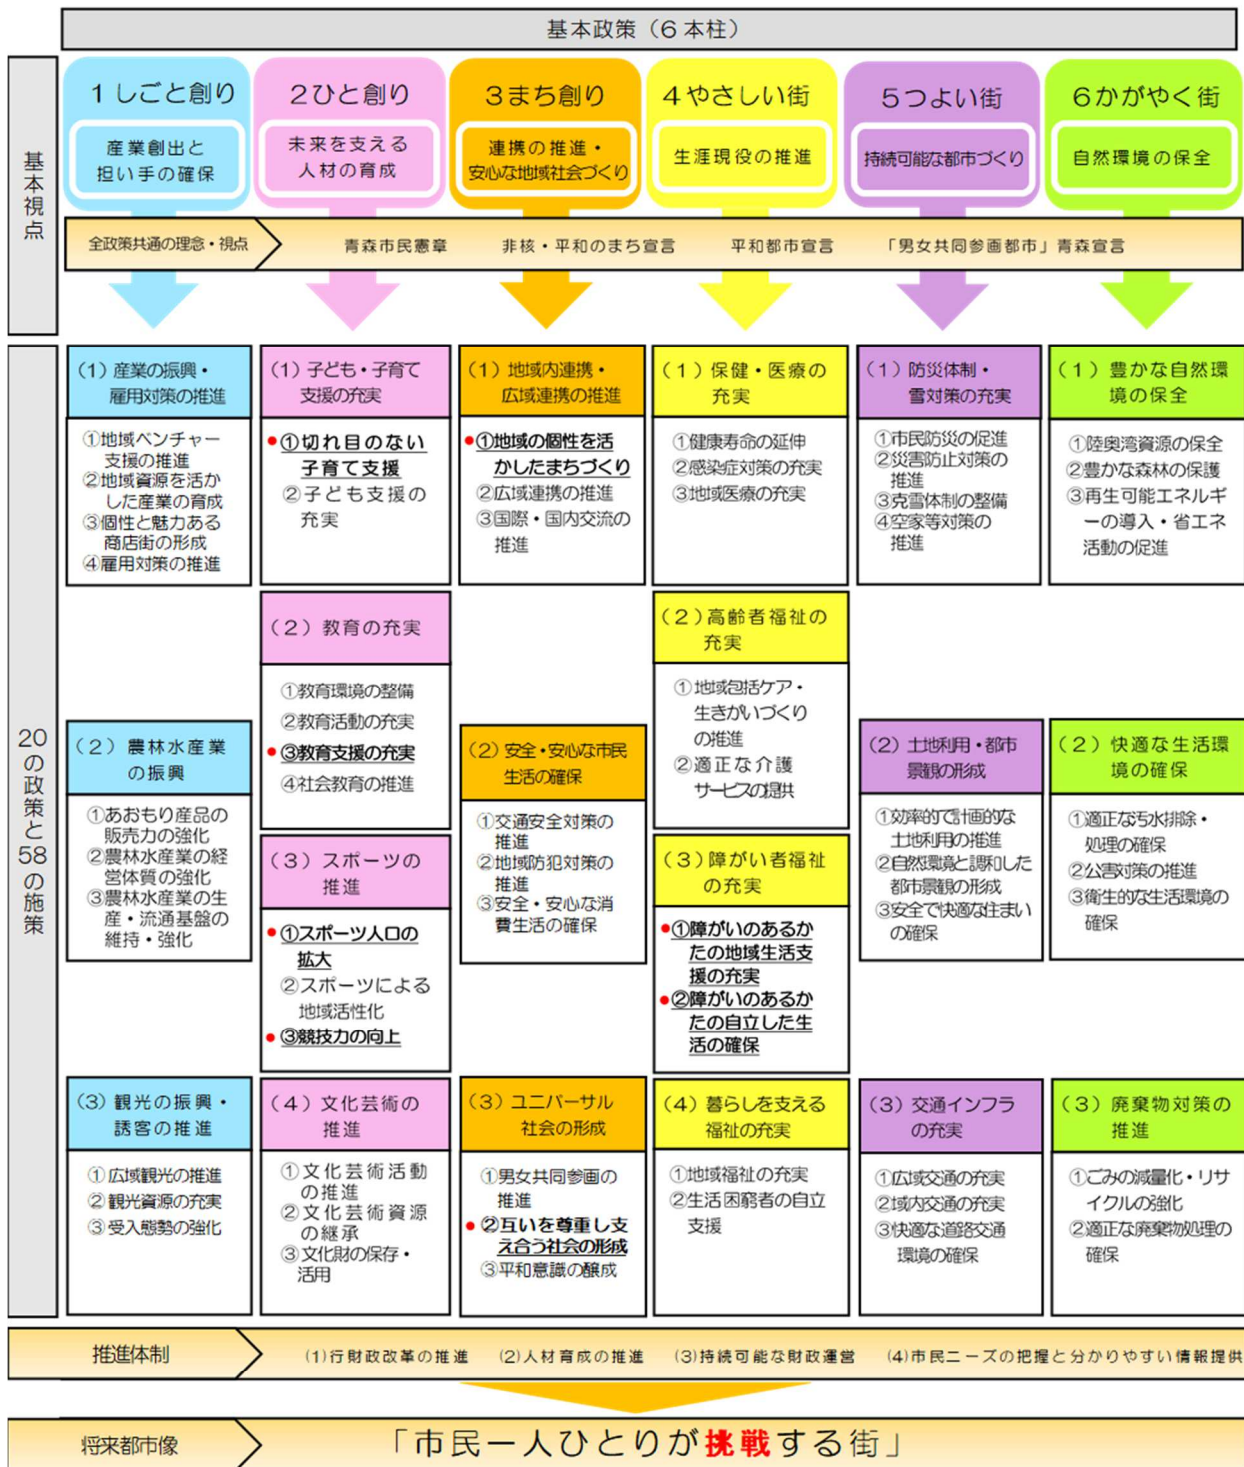 基本政策（6本柱）
基本視点
1しごと創り
産業創出と
担い手の確保
2ひと創り
未来を支える
人材の育成
3まち創り
連携の推進・
安心な地域社会づくり
4やさしい街
生涯現役の推進
5つよい街
持続可能な都市づくり
6かがやく街
自然環境の保全
全政策共通の理念・視点
青森市民憲章 非核・平和のまち宣言 平和都市宣言 「男女共同参画都市」青森宣言
20の政策と58の施策
（1）産業の振興・
雇用対策の推進
①地域ベンチャー
支援の推進
②地域資源を活か
した産業の育成
③個性と魅力ある
商店街の形成
④雇用対策の推進
（2）農林水産業
の振興
①あおもり産品の
販売力の強化
②農林水産業の経
営体質の強化
③農林水産業の生
産・流通基盤の
維持・強化
（3）観光の振興・
誘客の推進
①広域観光の推進
②観光資源の充実
③受入態勢の強化
（1）子ども・子育て
支援の充実
●①切れ目のない
子育て支援
②子ども支援の
充実
（2）教育の充実
①教育環境の整備
②教育活動の充実
●③教育支援の充実
④社会教育の推進
（3）スポーツの
推進
●①スポーツ人口の
拡大
②スポーツによる
地域活性化
●③競技力の向上
（4）文化芸術の
推進
①文化芸術活動
の推進
②文化芸術資源
の継承
③文化財の保存・
活用
（1）地域内連携・
広域連携の推進
●①地域の個性を活
かしたまちづくり
②広域連携の推進
③国際・国内交流の
推進
（2）安全・安心な市民
生活の確保
①交通安全対策の
推進
②地域防犯対策の
推進
③安全・安心な消
費生活の確保
（3）ユニバーサル
社会の形成
①男女共同参画の
推進
●②互いを尊重し支
え合う社会の形成
③平和意識の醸成
（1）保健・医療の
充実
①健康寿命の延伸
②感染症対策の充実
③地域医療の充実
（2）高齢者福祉の
充実
①地域包括ケア・
生きがいづくり
の推進
②適正な介護
サービスの提供
（3）障がい者福祉
の充実
●①障がいのあるか
たの地域生活支
援の充実
●②障がいのあるか
たの自立した生
活の確保
（4）暮らしを支える
福祉の充実
①地域福祉の充実
②生活困窮者の自立
支援
（1）防災体制・
雪対策の充実
①市民防災の促進
②災害防止対策の
推進
③克雪体制の整備
④空家等対策の
推進
（2）土地利用・都市
景観の形成
①効率的で計画的な
土地利用の推進
②自然環境と調和した
都市景観の形成
③安全で快適な住まい
の確保
（3）交通インフラ
の充実
①広域交通の充実
②域内交通の充実
③快適な道路交通
環境の確保
（1）豊かな自然環
境の保全
①陸奥湾資源の保全
②豊かな森林の保護
③再生可能エネルギ
ーの導入・省エネ
活動の促進
（2）快適な生活環
境の確保
①適正な汚水排除・
処理の確保
②公害対策の推進
③衛生的な生活環境の
確保
（3）廃棄物対策の
推進
①ごみの減量化・リサ
イクルの強化
②適正な廃棄物処理の
確保
推進体制
(1)行財政改革の推進 (2)人材育成の推進 (3)持続可能な財政運営 (4)市民ニーズの把握と分かりやすい情報提供
将来都市像
「市民一人ひとりが挑戦する街」